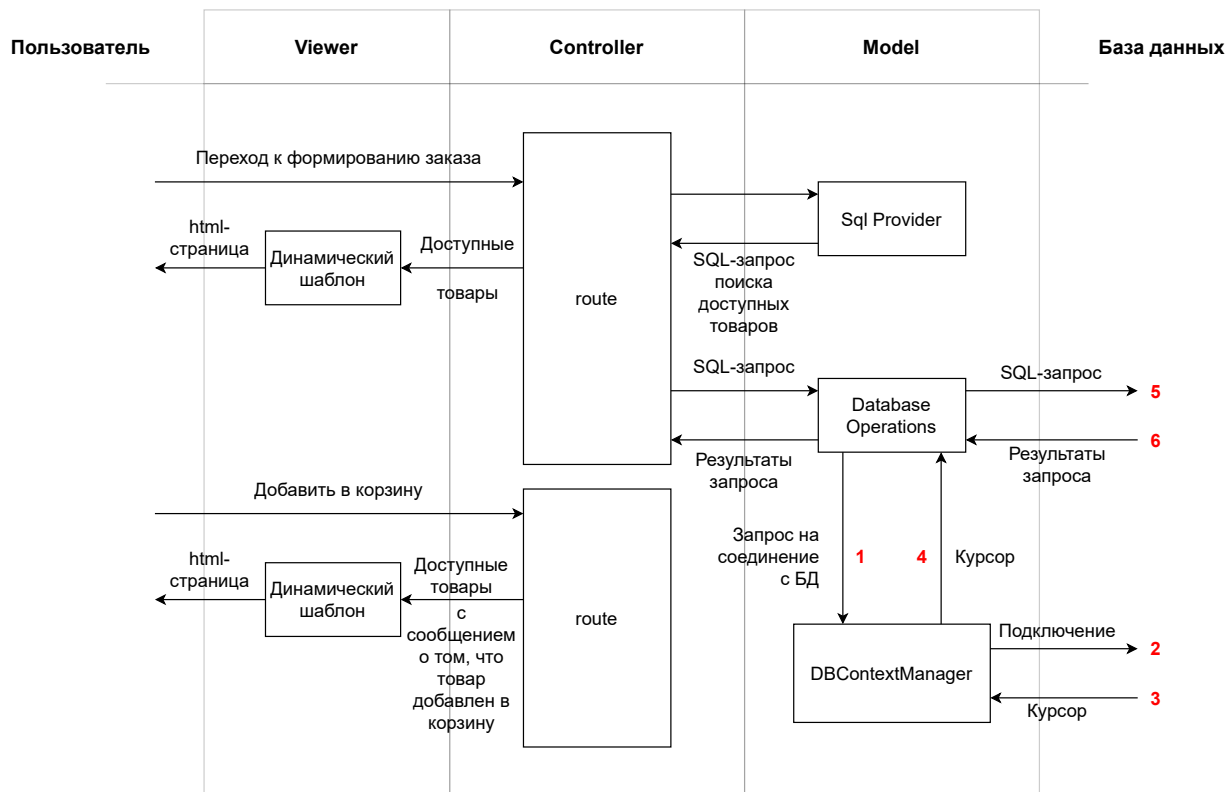 Пользователь
Viewer
Controller
Model
База данных
Переход к формированию заказа
html-
страница
Динамический
шаблон
Доступные
товары
route
Sql Provider
SQL-запрос
поиска
доступных
товаров
SQL-запрос
Database
Operations
SQL-запрос
5
6
Результаты
запроса
Результаты
запроса
Добавить в корзину
html-
страница
Динамический
шаблон
Доступные
товары
с
сообщением
о том, что
товар
добавлен в
корзину
route
Запрос на
соединение
с БД
1
4
Курсор
DBContextManager
Подключение
2
3
Курсор